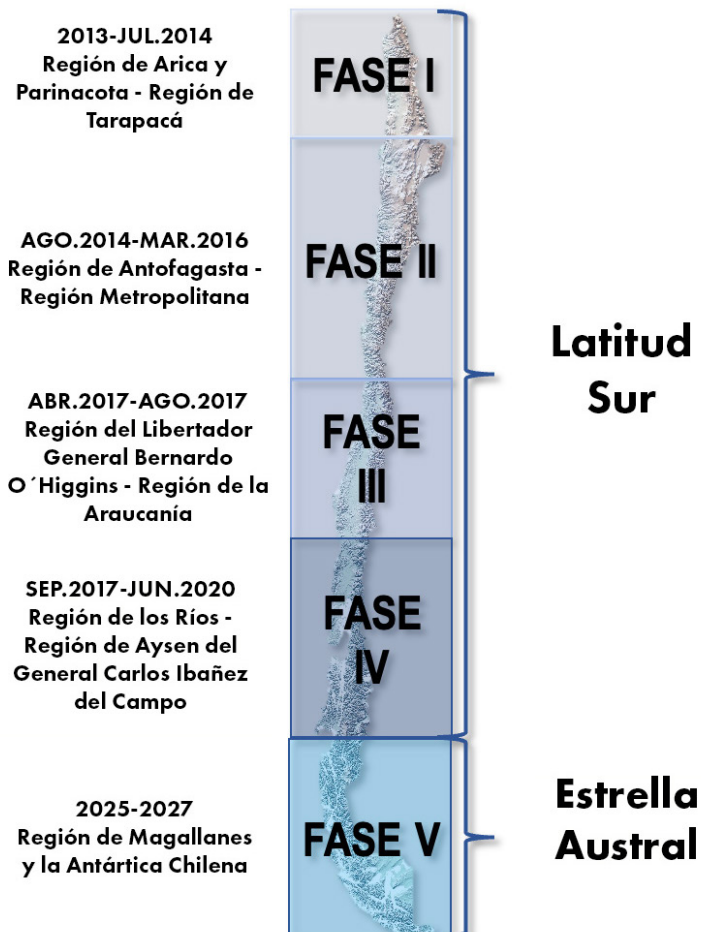 2013-JUL.2014
Región de Arica y
Parinacota - Región de
Tarapacá
FASE I
AGO.2014-MAR.2016
Región de Antofagasta -
Región Metropolitana
FASE II
ABR.2017-AGO.2017
Región del Libertador
General Bernardo
O´Higgins - Región de la
Araucanía
FASE
III
SEP.2017-JUN.2020
Región de los Ríos -
Región de Aysen del
General Carlos Ibañez
del Campo
FASE
IV
Latitud
Sur
2025-2027
Región de Magallanes
y la Antártica Chilena
FASE V
Estrella
Austral